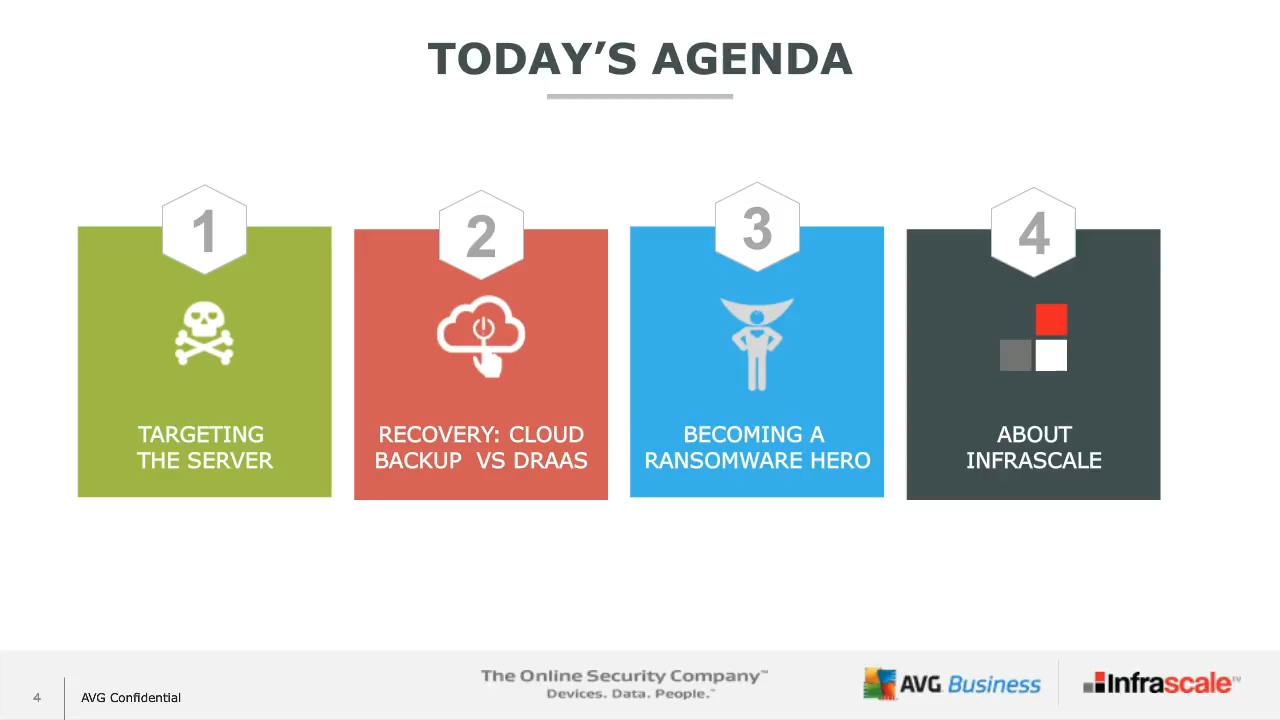 TODAY’S AGENDA
1
2
3
4
TARGETING
THE SERVER
RECOVERY: CLOUD
BACKUP VS DRAAS
BECOMING A
RANSOMWARE HERO
ABOUT
INFRASCALE
4
AVG Confidential
The Online Security Company™
Devices. Data. People.™
AVG Business
Infrascale™